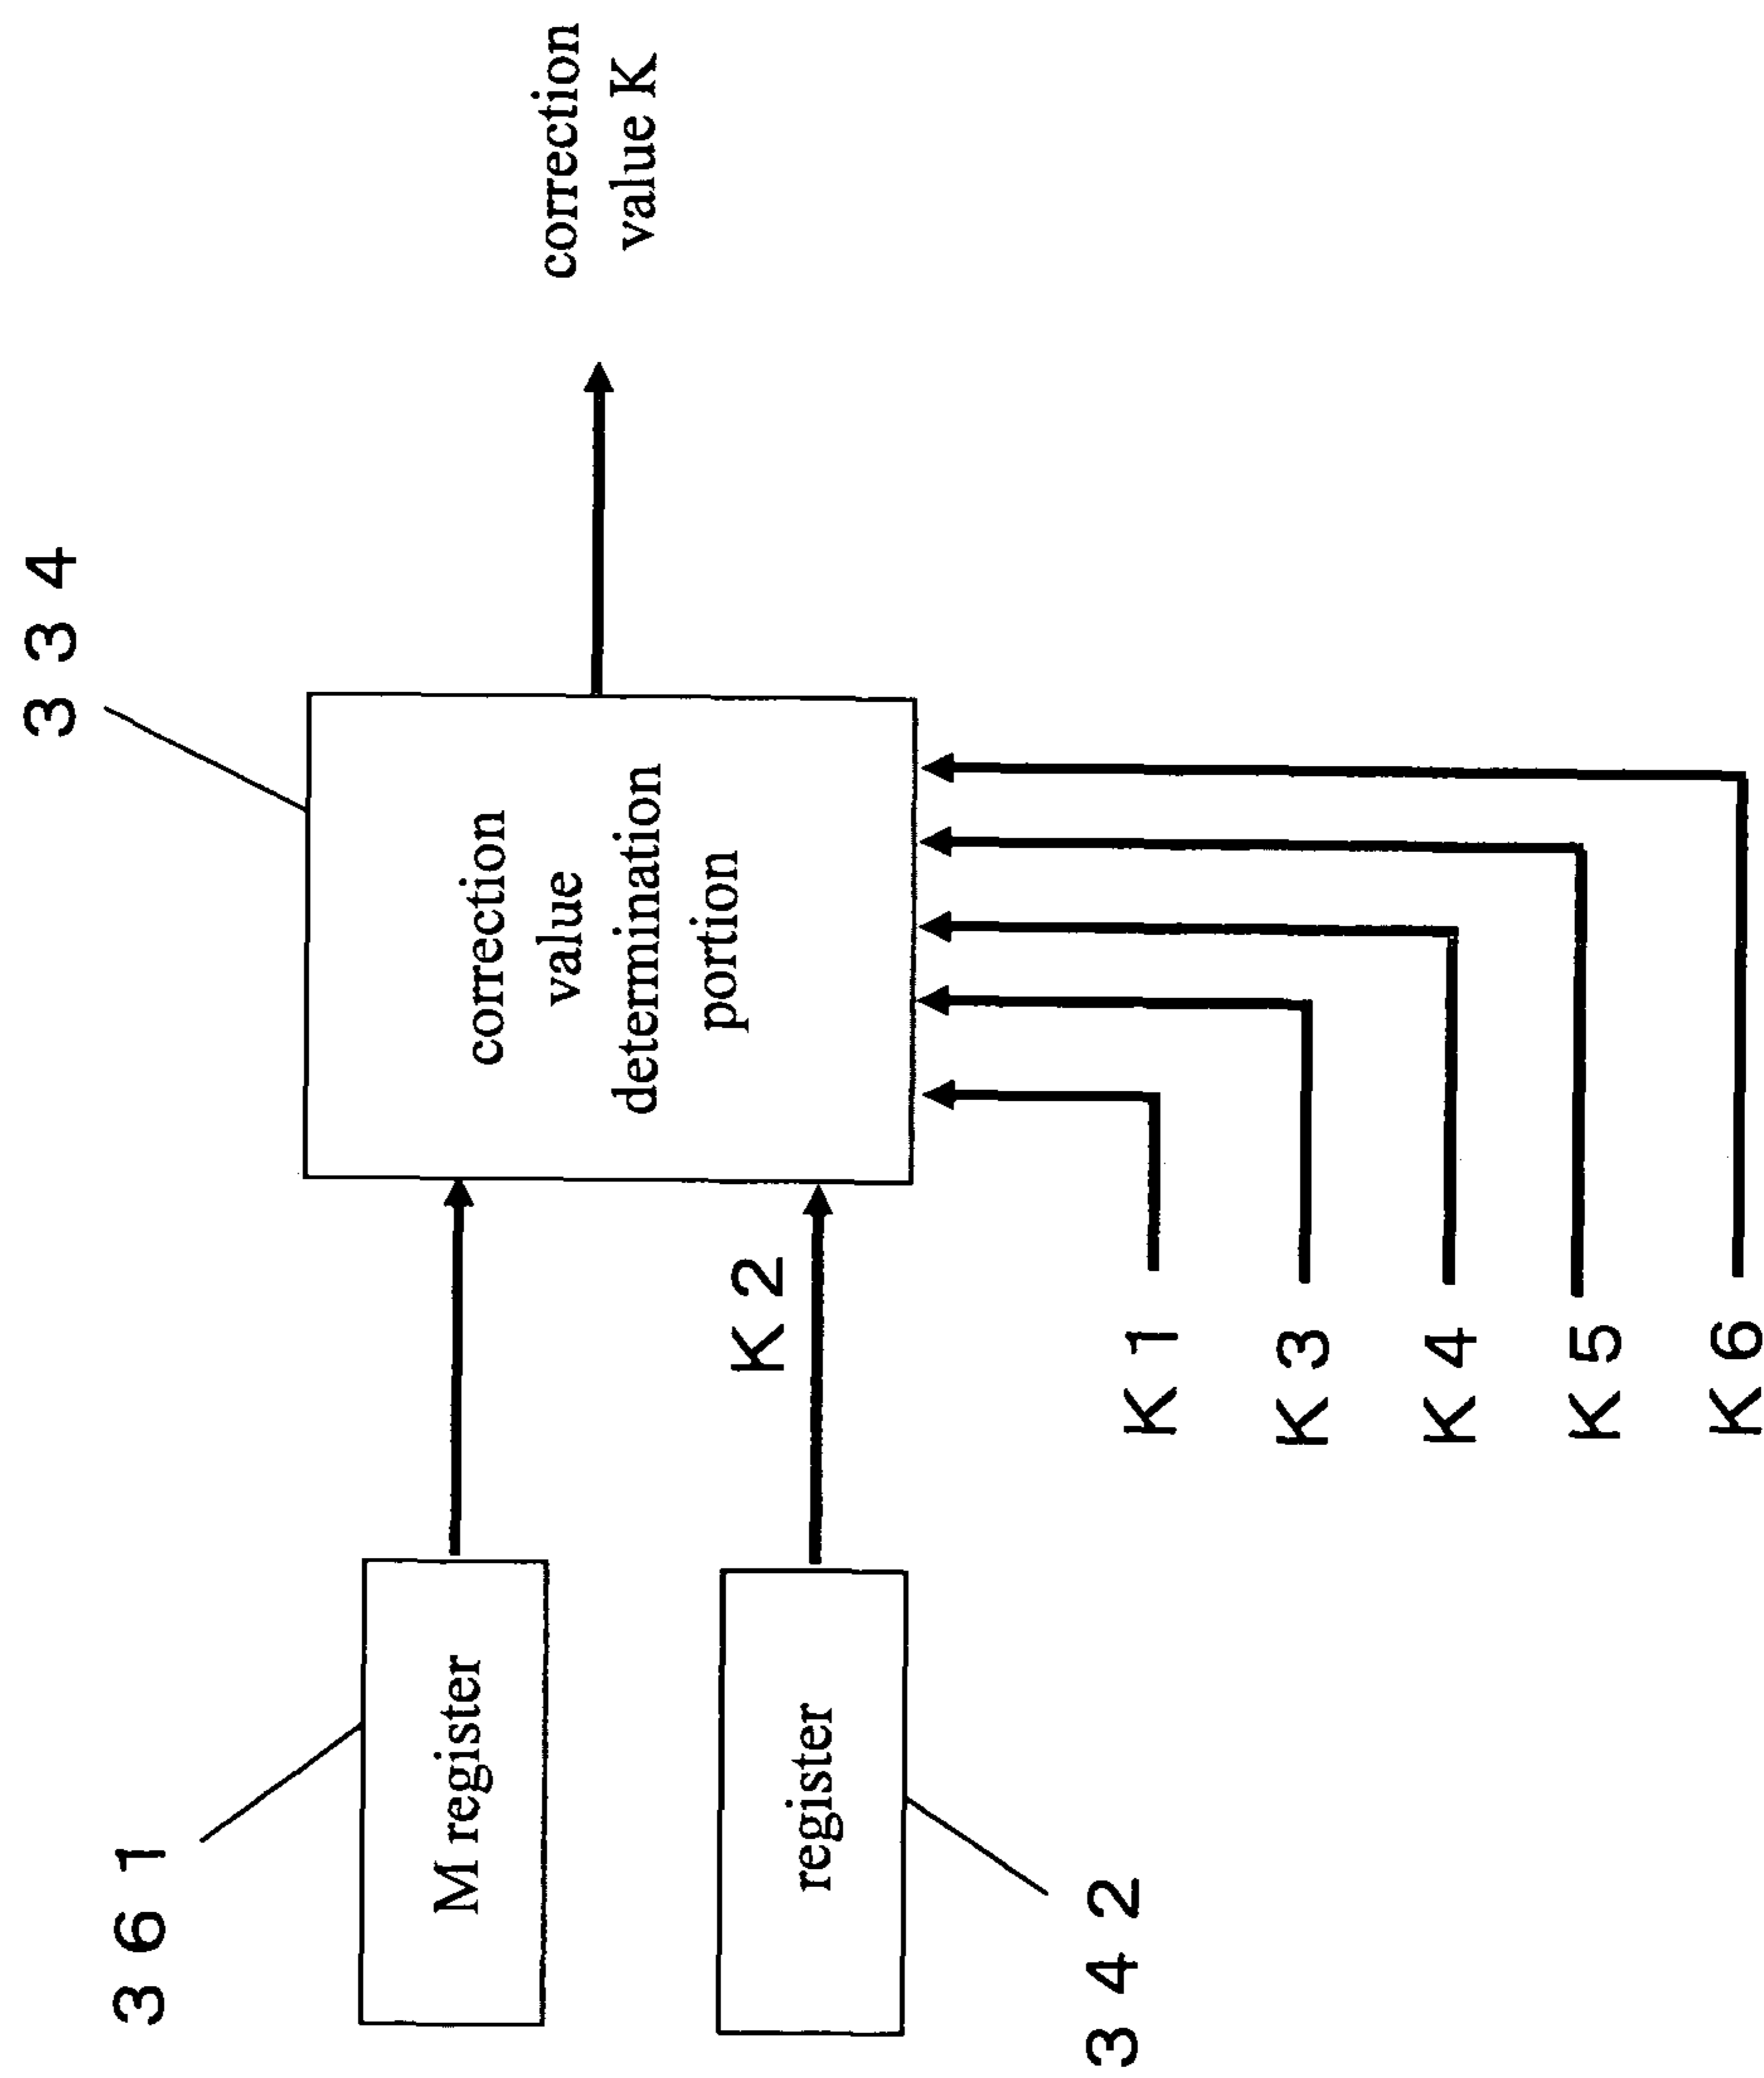 3 3 4
correction
value K
correction
value
determination
portion
3 6 1
M register
K 2
register
3 4 2
K 1
K 3
K 4
K 5
K 6